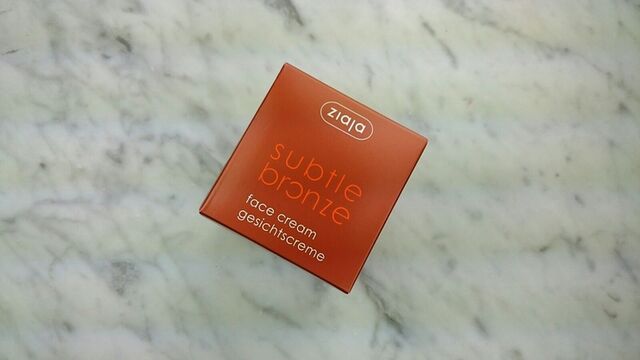 ziaja
subtle
bronze
face cream
gesichtscreme